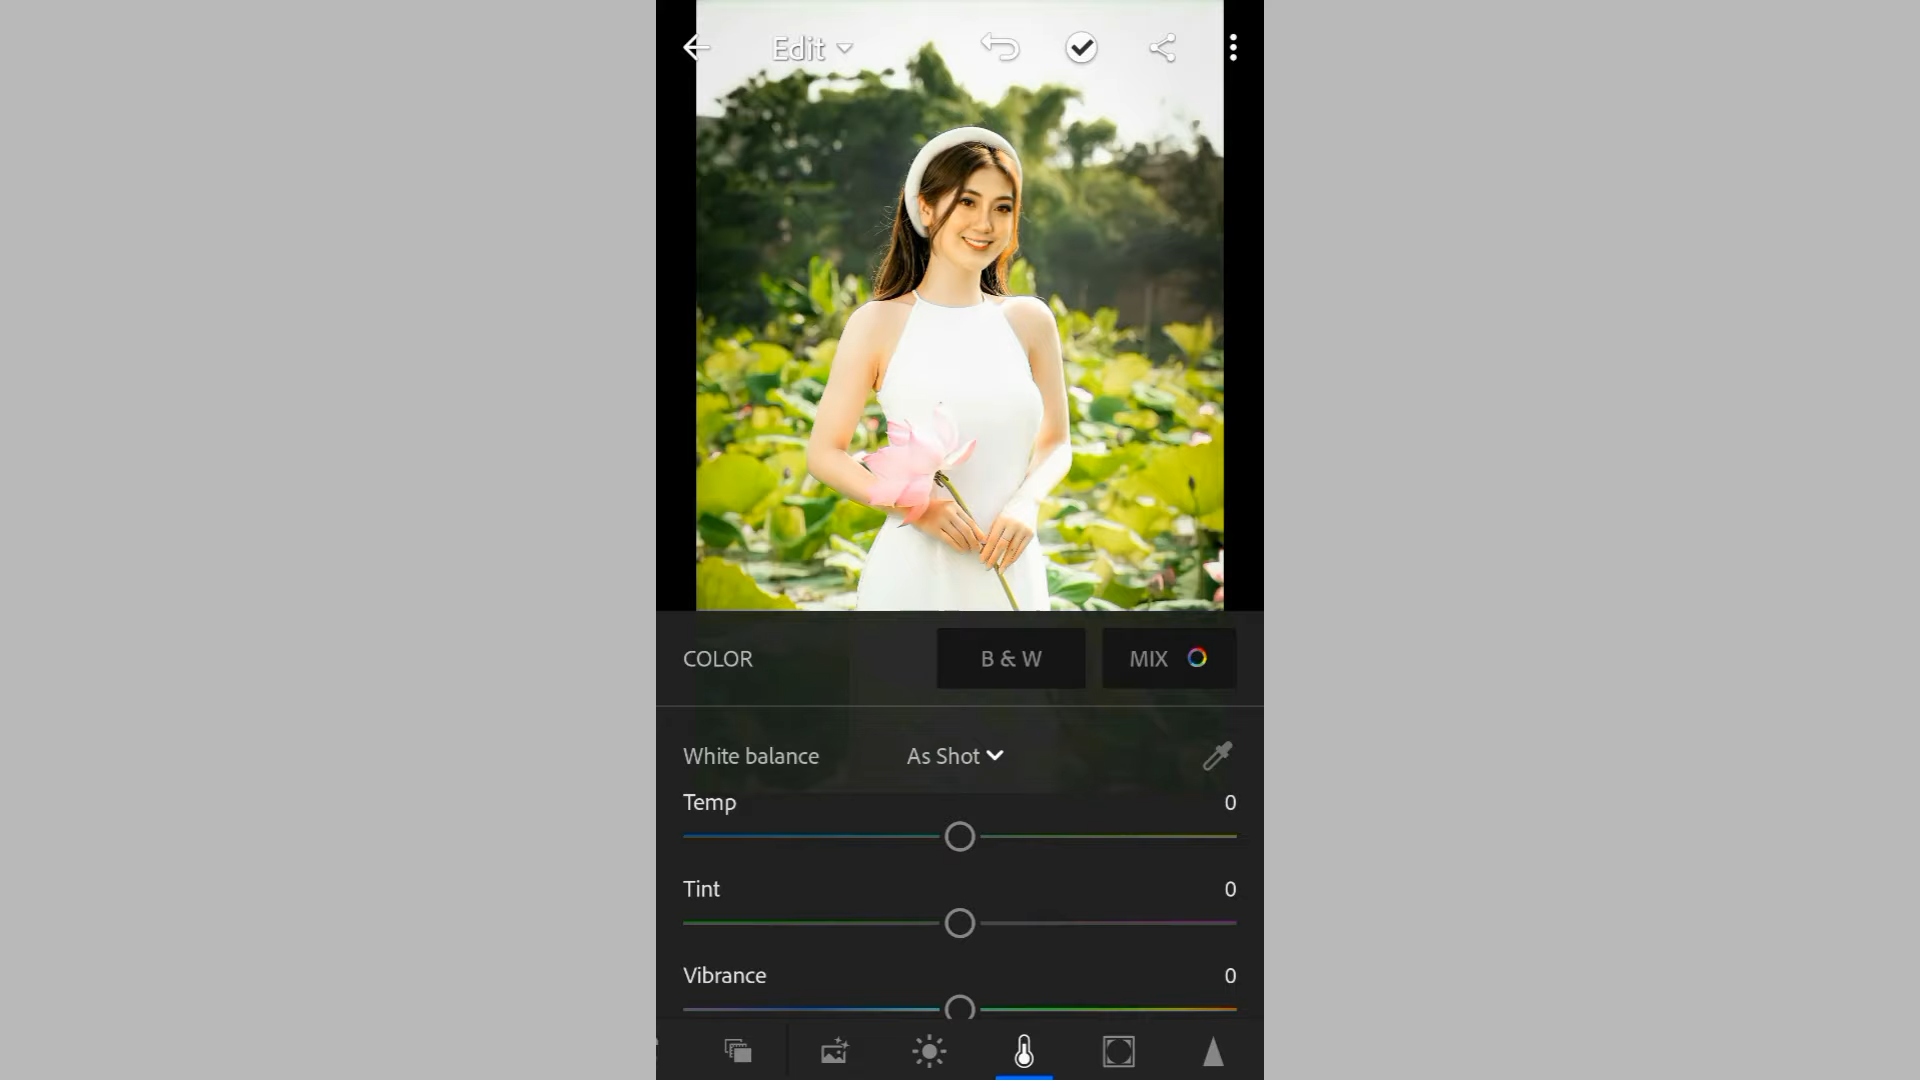 Edit
COLOR
B & W
MIX
White balance
As Shot
Temp
0
Tint
0
Vibrance
0